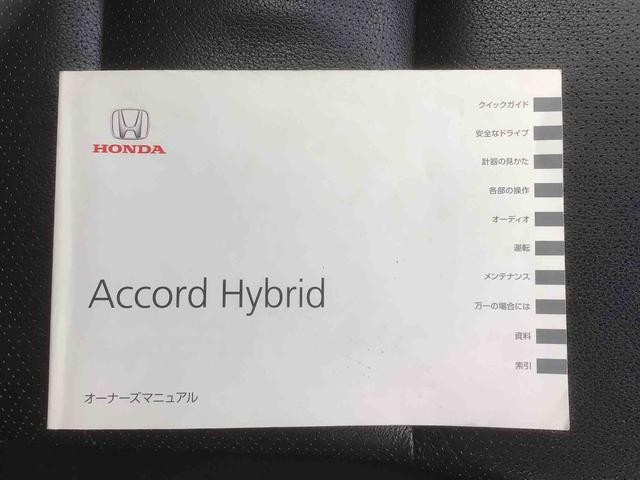 HONDA
Accord Hybrid
オーナーズマニュアル
クイックガイド
安全なドライブ
計器の見かた
各部の操作
オーディオ
運転
メンテナンス
万一の場合には
資料
索引